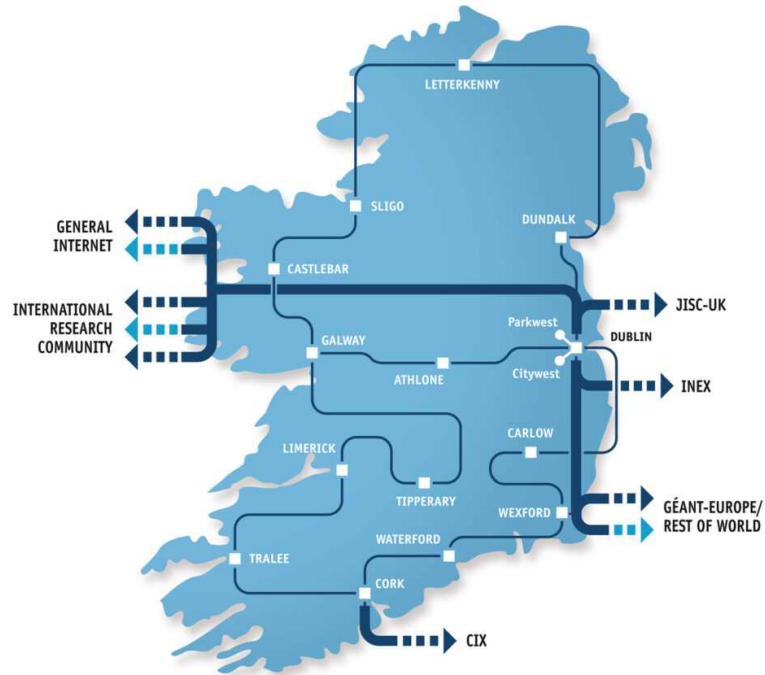 LETTERKENNY
SLIGO
DUNDALK
GENERAL
INTERNET
CASTLEBAR
INTERNATIONAL
RESEARCH
COMMUNITY
JISC-UK
Parkwest
DUBLIN
GALWAY
Citywest
ATHLONE
INEX
CARLOW
LIMERICK
TIPPERARY
WEXFORD
GÉANT-EUROPE/
REST OF WORLD
WATERFORD
TRALEE
CORK
CIX